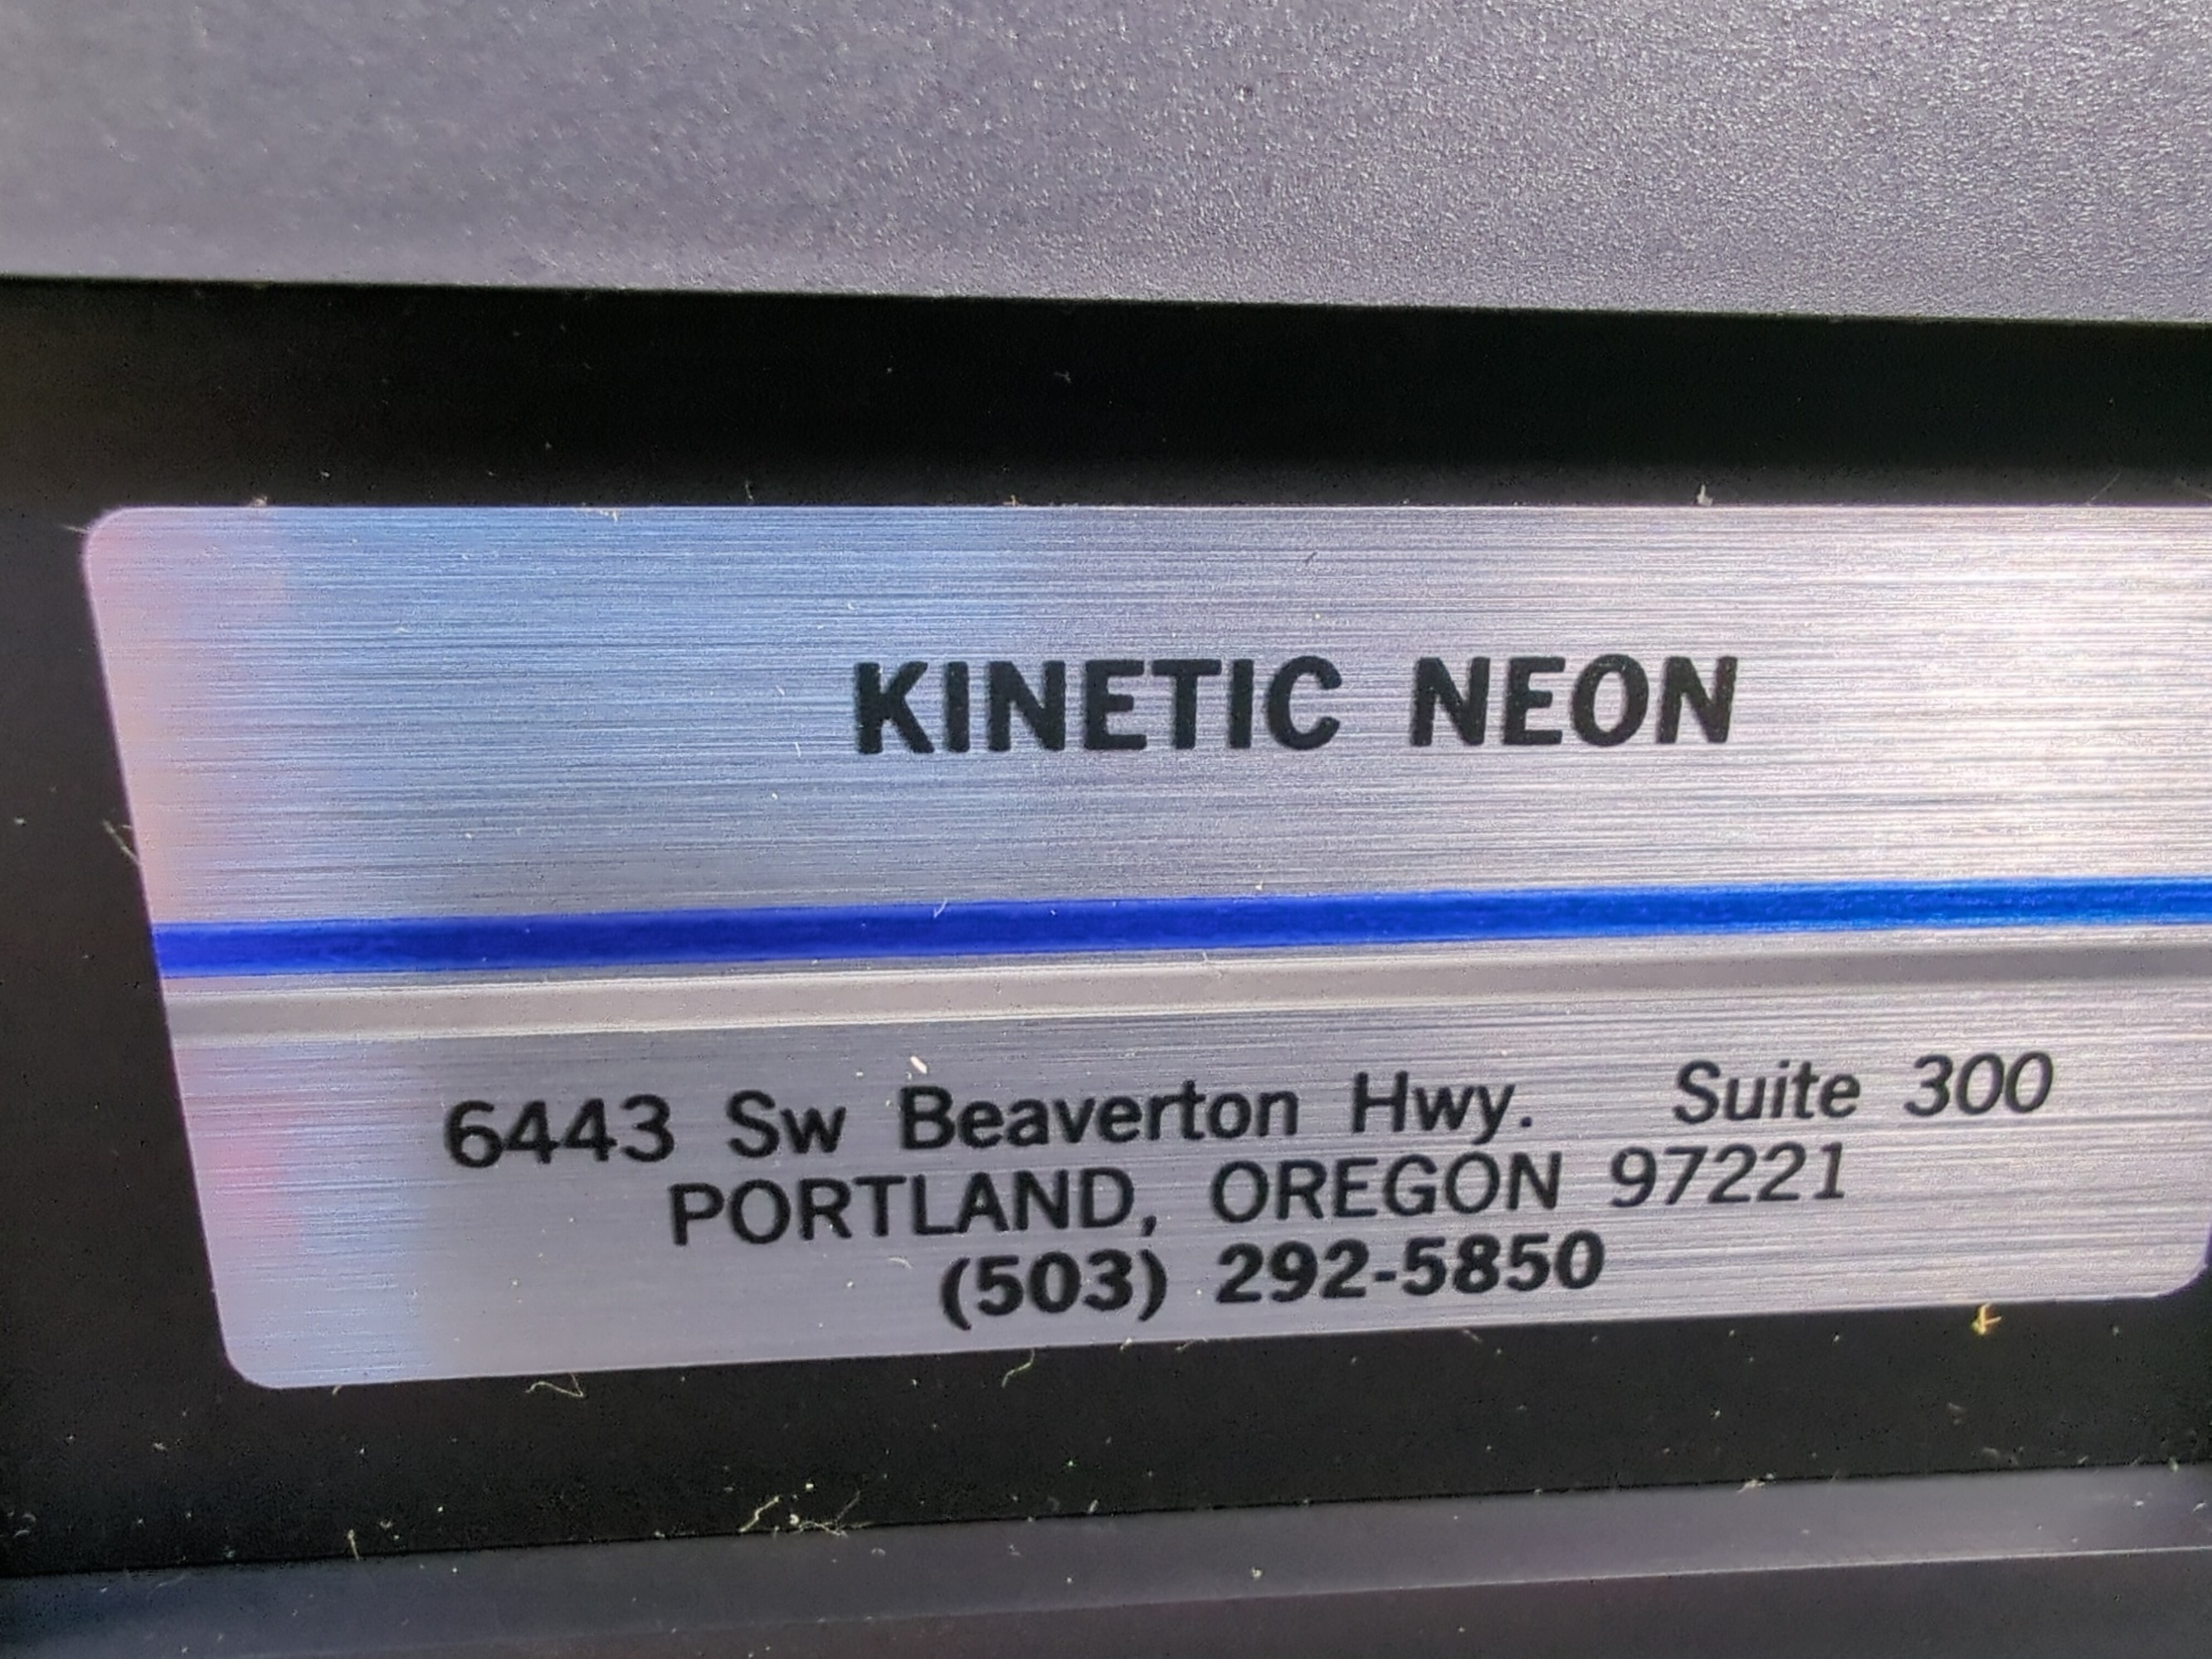 KINETIC NEON
6443 Sw Beaverton Hwy. Suite 300
PORTLAND, OREGON 97221
(503) 292-5850